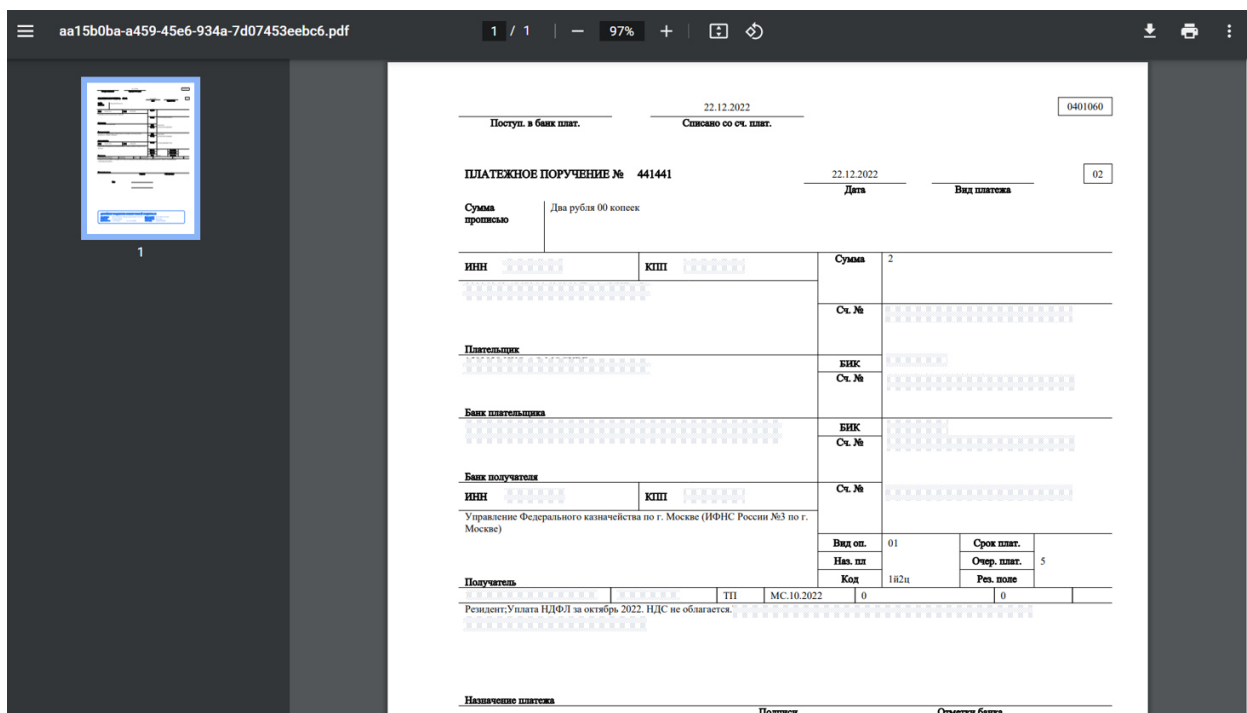 aa15b0ba-a459-45e6-934a-7d07453eebc6.pdf 1 / 1 97%
1
22.12.2022 0401060
Поступ. в банк плат. Списано со сч. плат.
ПЛАТЕЖНОЕ ПОРУЧЕНИЕ № 441441 22.12.2022 02
Дата Вид платежа
Сумма Два рубля 00 копеек
прописью
ИНН КПП Сумма 2
Сч. №
Плательщик
БИК
Сч. №
Банк плательщика
БИК
Сч. №
Банк получателя
ИНН КПП Сч. №
Управление Федерального казначейства по г. Москве (ИФНС России №3 по г.
Москве)
Вид оп. 01 Срок плат.
Наз. пл Очер. плат. 5
Получатель Код 1й2ц Рез. поле
ТП МС.10.2022 0 0
Резидент;Уплата НДФЛ за октябрь 2022. НДС не облагается.
Назначение платежа
Подписи Отметки банка